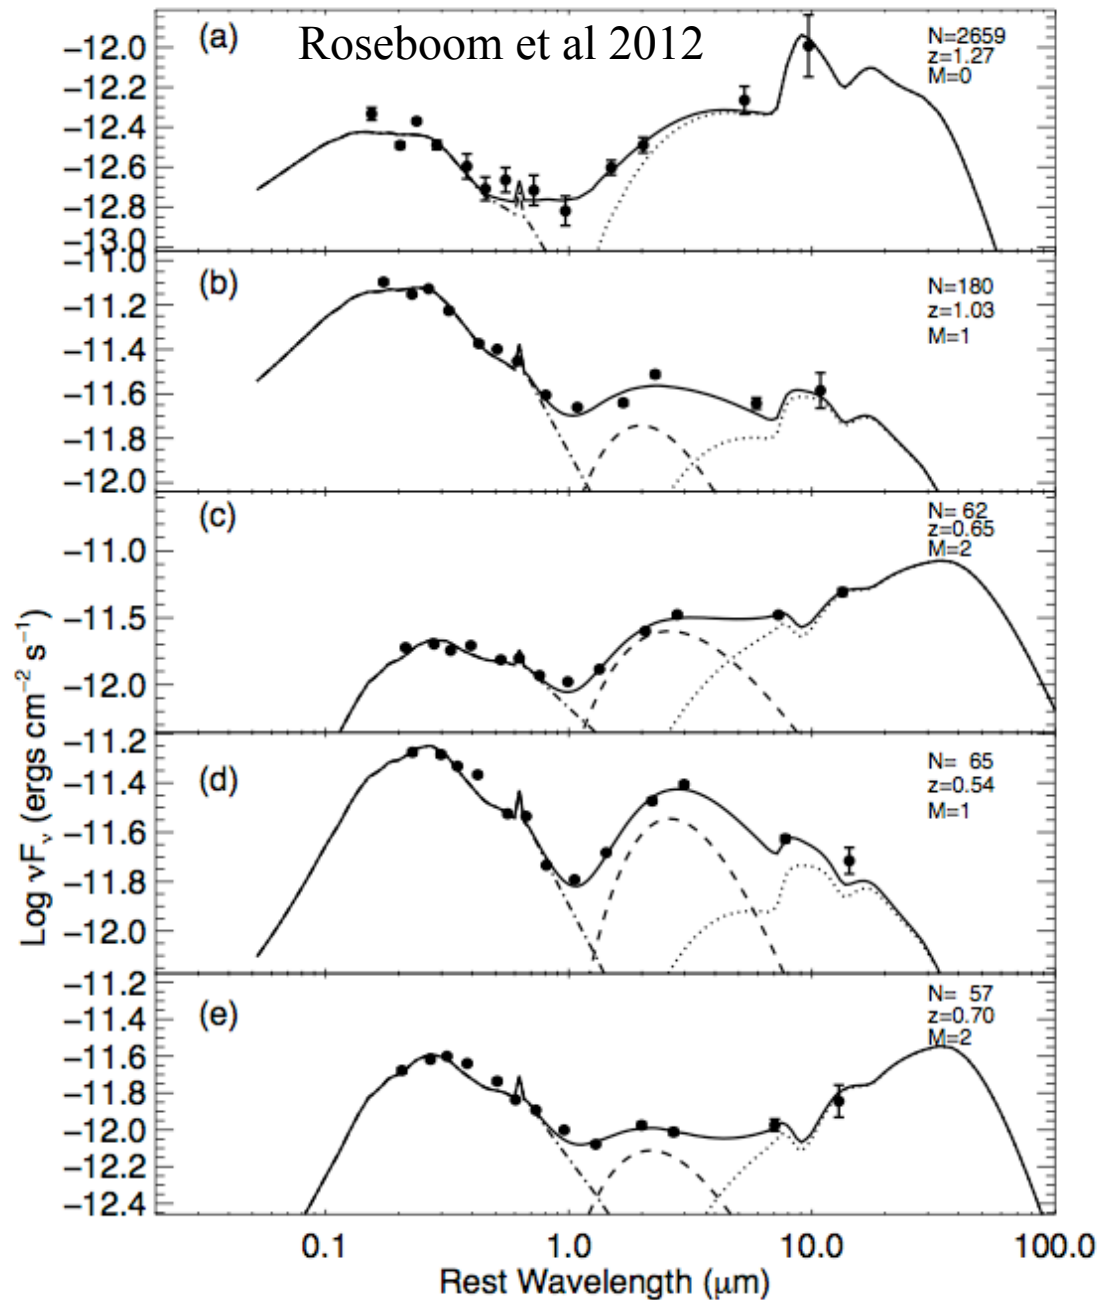 Roseboom et al 2012
(a)
N=2659
z=1.27
M=0
−12.0
−12.2
−12.4
−12.6
−12.8
−13.0
(b)
N=180
z=1.03
M=1
−11.0
−11.2
−11.4
−11.6
−11.8
−12.0
(c)
N= 62
z=0.65
M=2
−11.0
−11.5
−12.0
(d)
N= 65
z=0.54
M=1
−11.2
−11.4
−11.6
−11.8
−12.0
(e)
N= 57
z=0.70
M=2
−11.2
−11.4
−11.6
−11.8
−12.0
−12.2
−12.4
Log νFν (ergs cm−2 s−1)
0.1 1.0 10.0 100.0
Rest Wavelength (μm)